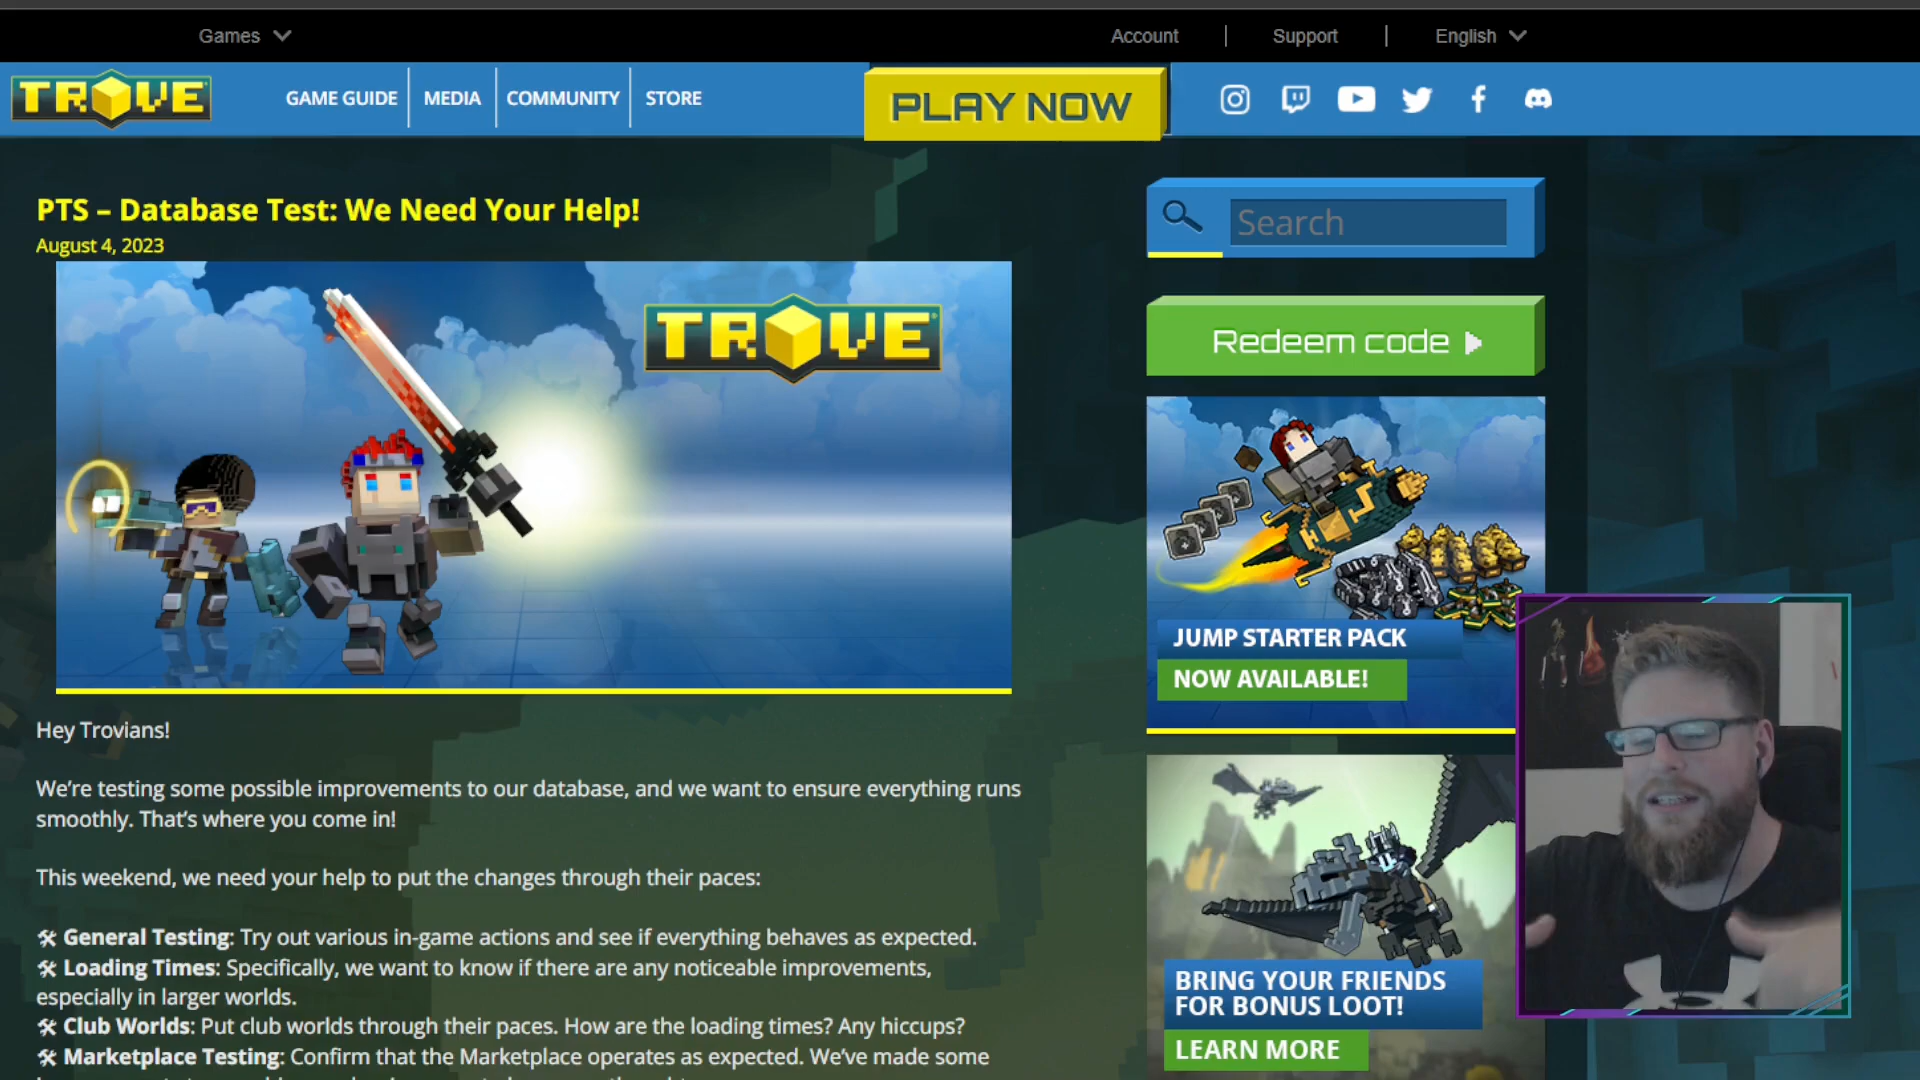 Games
Account | Support | English
TROVE
GAME GUIDE
MEDIA
COMMUNITY
STORE
PLAY NOW
PTS – Database Test: We Need Your Help!
August 4, 2023
TROVE
Hey Trovians!
We're testing some possible improvements to our database, and we want to ensure everything runs
smoothly. That's where you come in!
This weekend, we need your help to put the changes through their paces:
General Testing: Try out various in-game actions and see if everything behaves as expected.
Loading Times: Specifically, we want to know if there are any noticeable improvements,
especially in larger worlds.
Club Worlds: Put club worlds through their paces. How are the loading times? Any hiccups?
Marketplace Testing: Confirm that the Marketplace operates as expected. We've made some
Search
Redeem code
JUMP STARTER PACK
NOW AVAILABLE!
BRING YOUR FRIENDS
FOR BONUS LOOT!
LEARN MORE